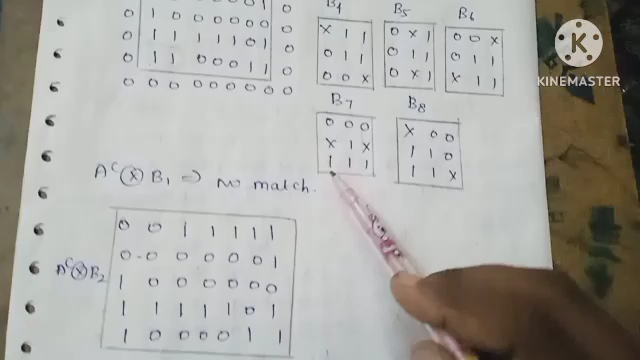 0 1
0 1 0 0 0 0 0 0 0
0 1 1 1 1 1 0 1 0
0 1 1 0 0 0 1 1 0
0 0 0 0 0 0 0 0 0
B4
X 1 1
0 1 1
0 0 X
B5
0 X 1
0 1 1
0 X 1
B6
0 0 X
0 1 1
X 1 1
KINEMASTER
B7
0 0 0
X 1 X
1 1 1
B8
X 0 0
1 1 0
1 1 X
A^C ⊗ B1 ⇒ No match.
A^C ⊗ B2
0 0 1 1 1 1 1
0 0 0 0 0 0 1
1 0 0 0 0 0 0
1 1 1 1 1 0 1
1 0 0 0 0 1 1